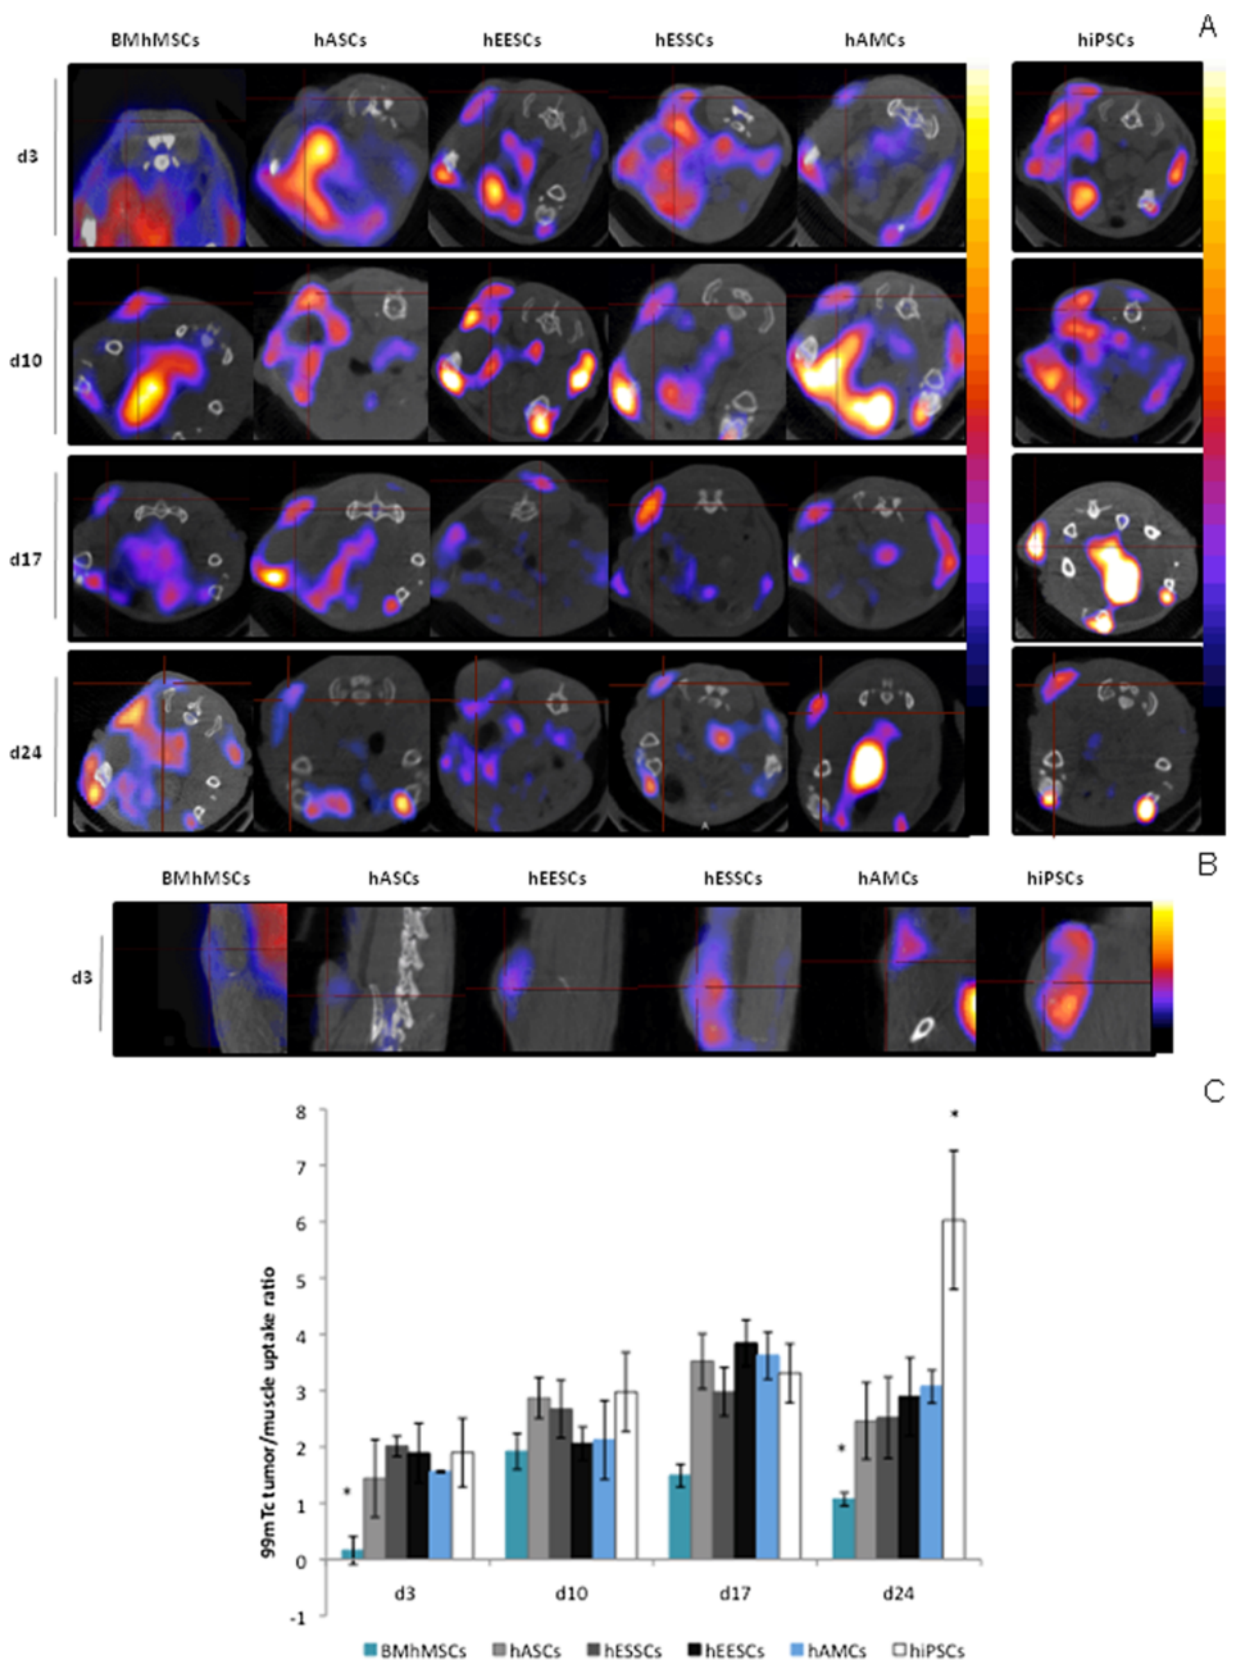 A
BMhMSCs hASCs hEESCs hESSCs hAMCs hiPSCs
d3
d10
d17
d24
A
B
BMhMSCs hASCs hEESCs hESSCs hAMCs hiPSCs
d3
C
99mTc tumor/muscle uptake ratio
8
7
6
5
4
3
2
1
0
-1
*
*
*
d3 d10 d17 d24
BMhMSCs hASCs hESSCs hEESCs hAMCs hiPSCs